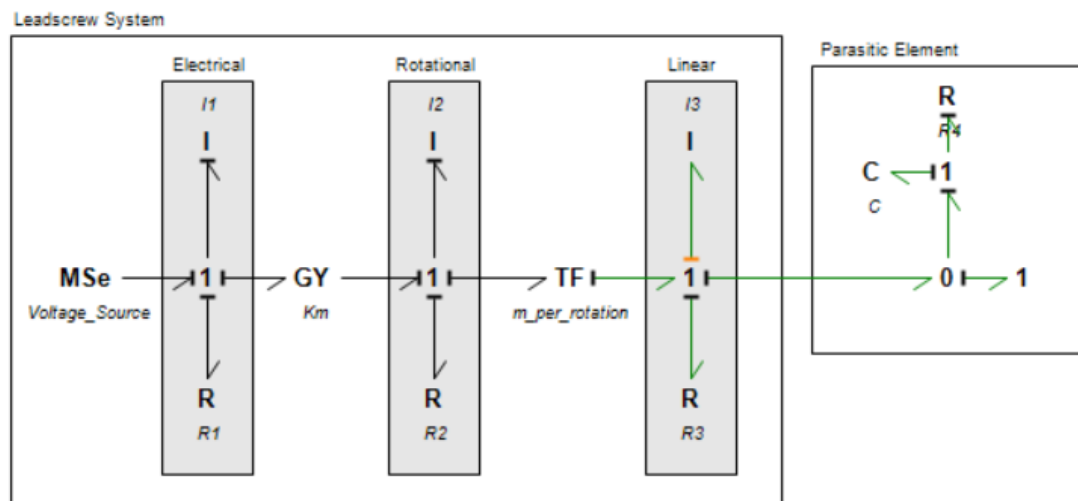 Leadscrew System
Parasitic Element
Electrical
Rotational
Linear
I1
I2
I3
R
R4
I
I
I
C
1
C
MSe
1
GY
1
TF
1
0
1
Voltage_Source
Km
m_per_rotation
R
R
R
R1
R2
R3